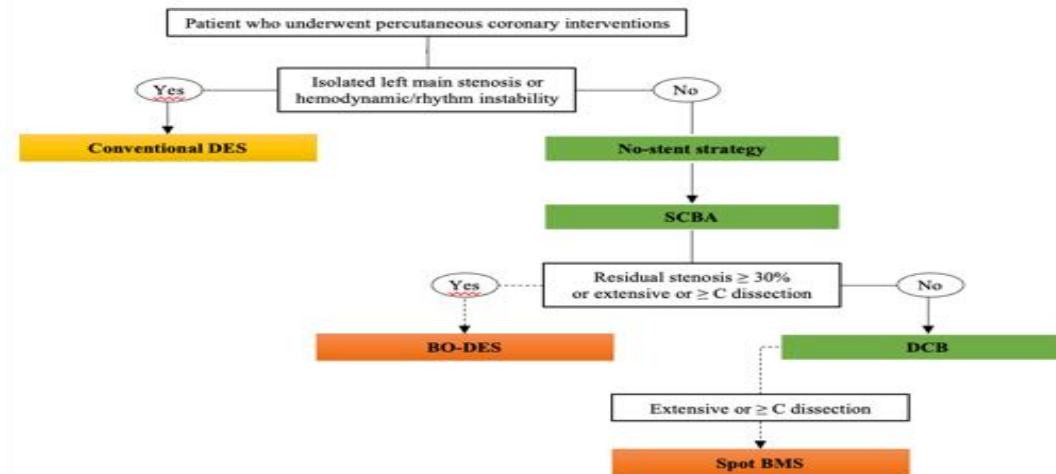 Patient who underwent percutaneous coronary interventions
Isolated left main stenosis or
hemodynamic/rhythm instability
Yes
No
Conventional DES
No-stent strategy
SCBA
Residual stenosis ≥ 30%
or extensive or ≥ C dissection
Yes
No
BO-DES
DCB
Extensive or ≥ C dissection
Spot BMS